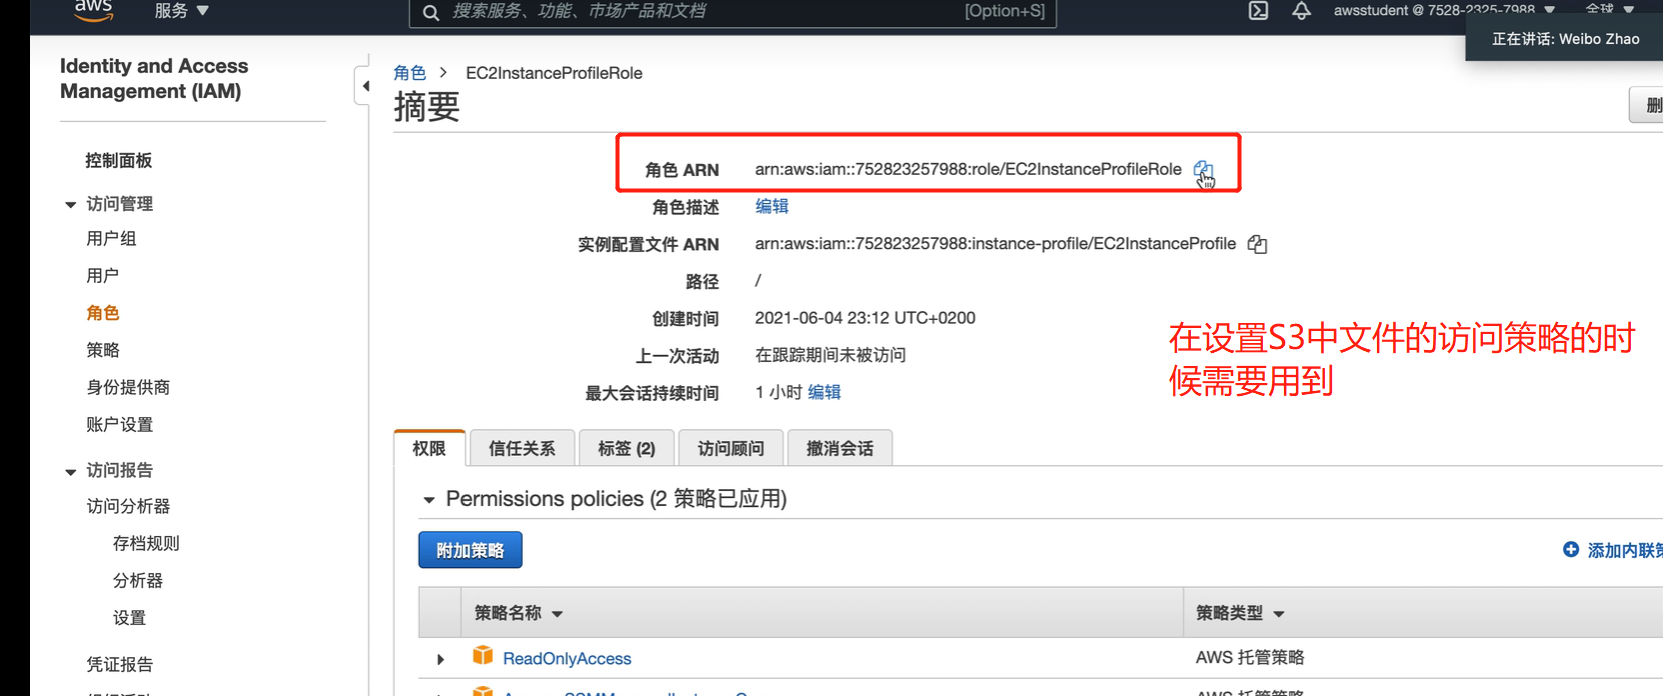 aws
服务
搜索服务、功能、市场产品和文档
[Option+S]
awsstudent @ 7528-2325-7988
全球
正在讲话: Weibo Zhao
Identity and Access
Management (IAM)
控制面板
访问管理
用户组
用户
角色
策略
身份提供商
账户设置
访问报告
访问分析器
存档规则
分析器
设置
凭证报告
角色 > EC2InstanceProfileRole
摘要
删
角色 ARN arn:aws:iam::752823257988:role/EC2InstanceProfileRole
角色描述 编辑
实例配置文件 ARN arn:aws:iam::752823257988:instance-profile/EC2InstanceProfile
路径 /
创建时间 2021-06-04 23:12 UTC+0200
上一次活动 在跟踪期间未被访问
最大会话持续时间 1 小时 编辑
在设置S3中文件的访问策略的时
候需要用到
权限 信任关系 标签 (2) 访问顾问 撤消会话
Permissions policies (2 策略已应用)
附加策略
添加内联策
策略名称 策略类型
ReadOnlyAccess AWS 托管策略
AWS 托管策略